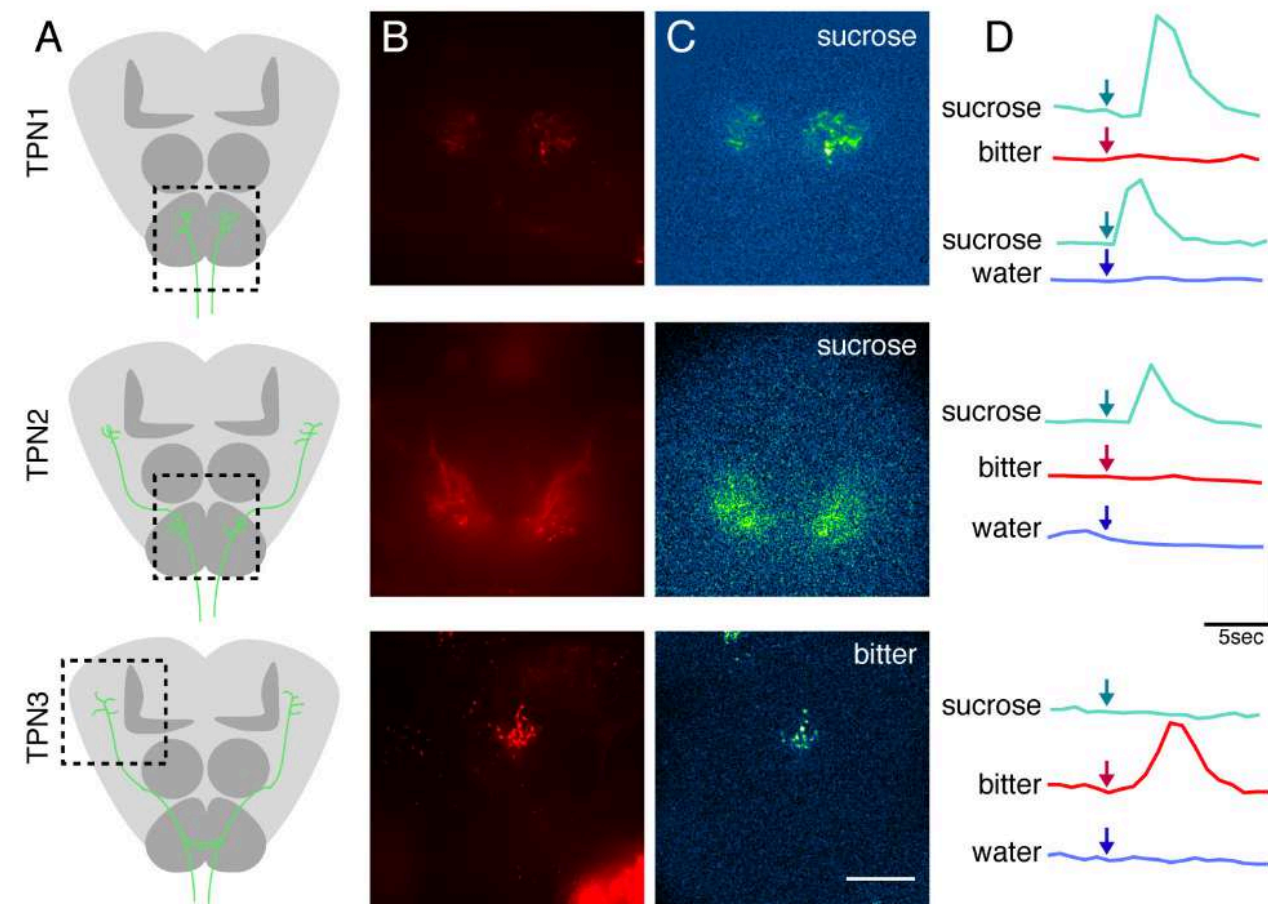 A
B
C
D
TPN1
sucrose
sucrose
bitter
sucrose
water
TPN2
sucrose
sucrose
bitter
water
5sec
TPN3
bitter
sucrose
bitter
water